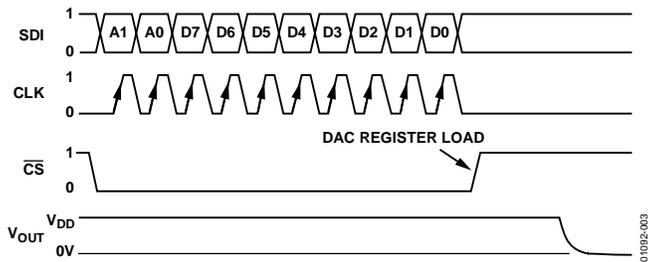 SDI
1
0
A1 A0 D7 D6 D5 D4 D3 D2 D1 D0
CLK
1
0
DAC REGISTER LOAD
CS
1
0
VOUT
VDD
0V
01092-003